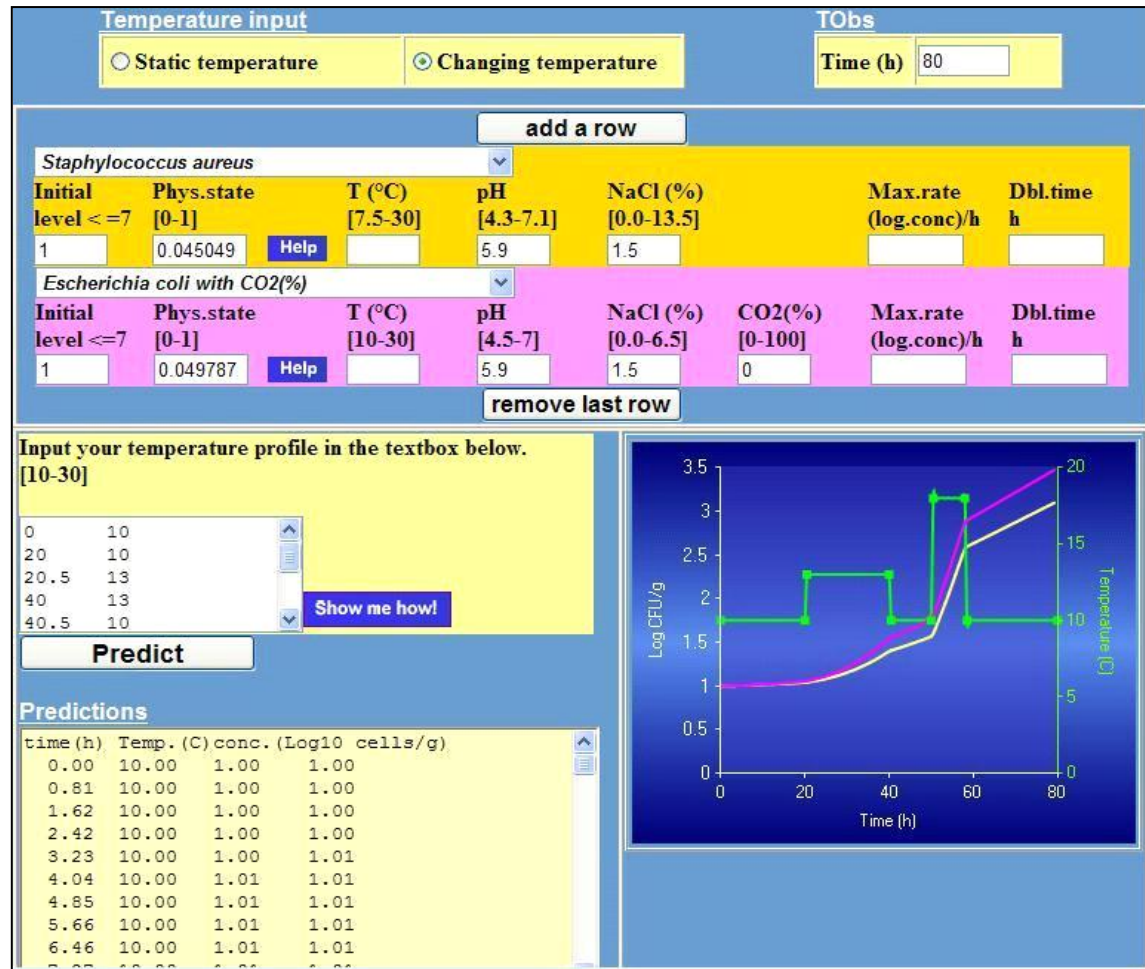 Temperature input
TObs
Static temperature
Changing temperature
Time (h) 80
add a row
Staphylococcus aureus
Initial level < =7 Phys.state [0-1] T (°C) [7.5-30] pH [4.3-7.1] NaCl (%) [0.0-13.5] Max.rate (log.conc)/h Dbl.time h
1 0.045049 Help 5.9 1.5
Escherichia coli with CO2(%)
Initial level <=7 Phys.state [0-1] T (°C) [10-30] pH [4.5-7] NaCl (%) [0.0-6.5] CO2(%) [0-100] Max.rate (log.conc)/h Dbl.time h
1 0.049787 Help 5.9 1.5 0
remove last row
Input your temperature profile in the textbox below.
[10-30]
0 10
20 10
20.5 13
40 13
40.5 10
Show me how!
Predict
Predictions
time(h) Temp.(C)conc.(Log10 cells/g)
0.00 10.00 1.00 1.00
0.81 10.00 1.00 1.00
1.62 10.00 1.00 1.00
2.42 10.00 1.00 1.00
3.23 10.00 1.00 1.01
4.04 10.00 1.01 1.01
4.85 10.00 1.01 1.01
5.66 10.00 1.01 1.01
6.46 10.00 1.01 1.01
3.5
3
2.5
2
1.5
1
0.5
0
Log CFU/g
20
15
10
5
0
Temperature (C)
0 20 40 60 80
Time (h)